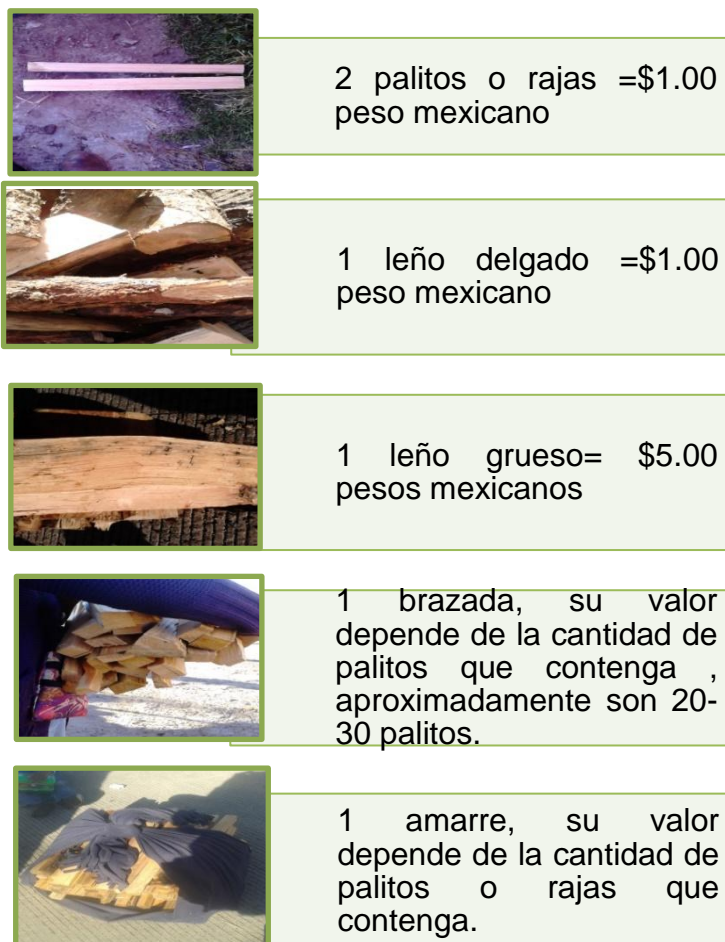 2 palitos o rajas =$1.00
peso mexicano
1 leño delgado =$1.00
peso mexicano
1 leño grueso= $5.00
pesos mexicanos
1 brazada, su valor
depende de la cantidad de
palitos que contenga ,
aproximadamente son 20-
30 palitos.
1 amarre, su valor
depende de la cantidad de
palitos o rajas que
contenga.